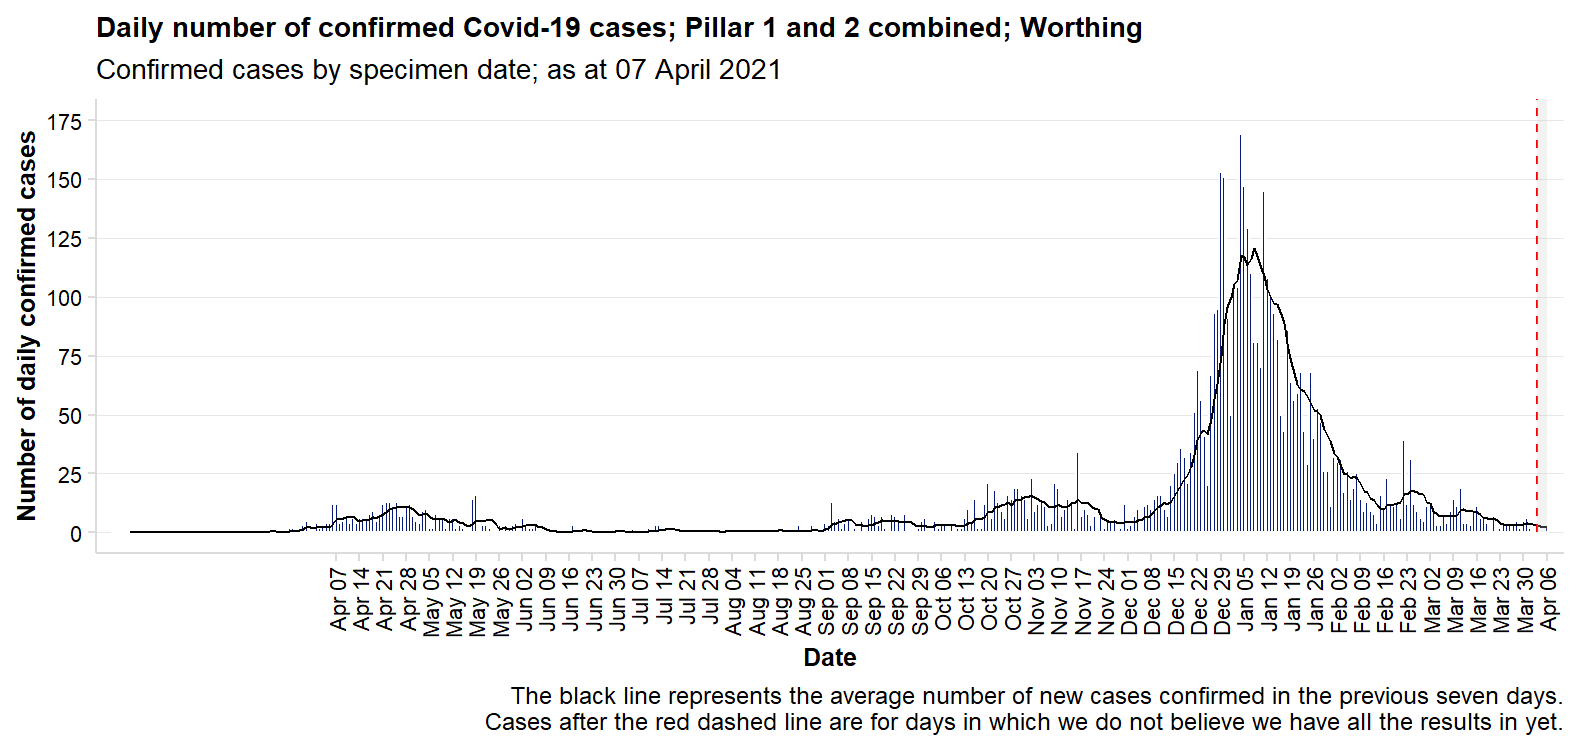 Daily number of confirmed Covid-19 cases; Pillar 1 and 2 combined; Worthing
Confirmed cases by specimen date; as at 07 April 2021
Number of daily confirmed cases
175
150
125
100
75
50
25
0
Apr 07
Apr 14
Apr 21
Apr 28
May 05
May 12
May 19
May 26
Jun 02
Jun 09
Jun 16
Jun 23
Jun 30
Jul 07
Jul 14
Jul 21
Jul 28
Aug 04
Aug 11
Aug 18
Aug 25
Sep 01
Sep 08
Sep 15
Sep 22
Sep 29
Oct 06
Oct 13
Oct 20
Oct 27
Nov 03
Nov 10
Nov 17
Nov 24
Dec 01
Dec 08
Dec 15
Dec 22
Dec 29
Jan 05
Jan 12
Jan 19
Jan 26
Feb 02
Feb 09
Feb 16
Feb 23
Mar 02
Mar 09
Mar 16
Mar 23
Mar 30
Apr 06
Date
The black line represents the average number of new cases confirmed in the previous seven days.
Cases after the red dashed line are for days in which we do not believe we have all the results in yet.